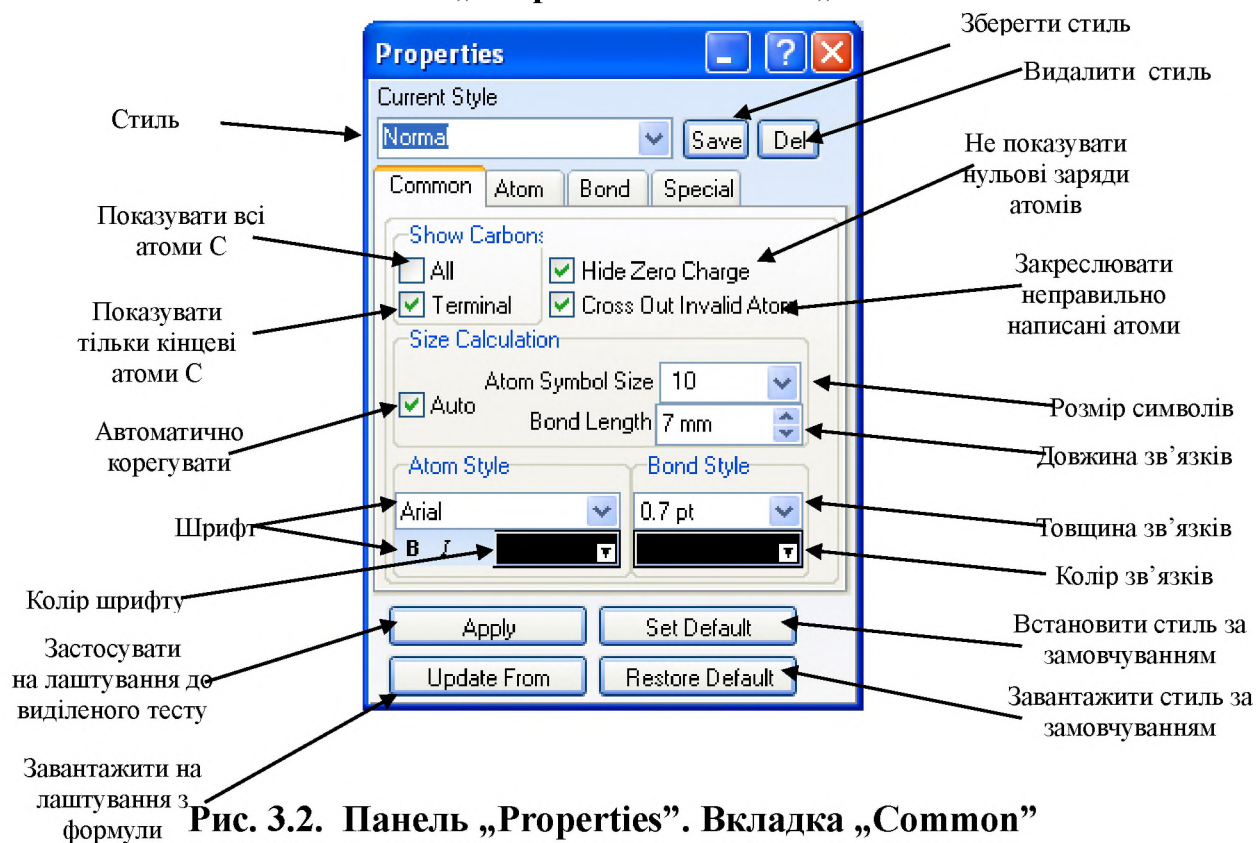 Зберегти стиль
Видалити стиль
Properties
Current Style
Стиль
Normal
Save
Del
Не показувати
нульові заряди
атомів
Common
Atom
Bond
Special
Показувати всі
атоми С
Show Carbons
All
Hide Zero Charge
Закреслювати
неправильно
написані атоми
Показувати
тільки кінцеві
атоми С
Terminal
Cross Out Invalid Atom
Size Calculation
Atom Symbol Size
10
Auto
Bond Length
7 mm
Розмір символів
Автоматично
корегувати
Довжина зв’язків
Atom Style
Bond Style
Arial
0.7 pt
Шрифт
Товщина зв’язків
B I
Колір зв’язків
Колір шрифту
Apply
Set Default
Встановити стиль за
замовчуванням
Застосувати
на лаштування до
виділеного тесту
Update From
Restore Default
Завантажити стиль за
замовчуванням
Завантажити на
лаштування з
формули
Рис. 3.2. Панель „Properties”. Вкладка „Common”